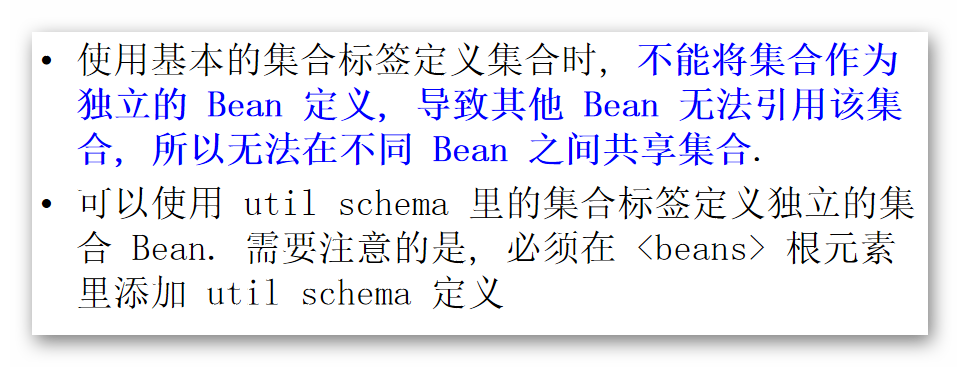 • 使用基本的集合标签定义集合时, 不能将集合作为
独立的 Bean 定义, 导致其他 Bean 无法引用该集
合, 所以无法在不同 Bean 之间共享集合.
• 可以使用 util schema 里的集合标签定义独立的集
合 Bean. 需要注意的是, 必须在 <beans> 根元素
里添加 util schema 定义